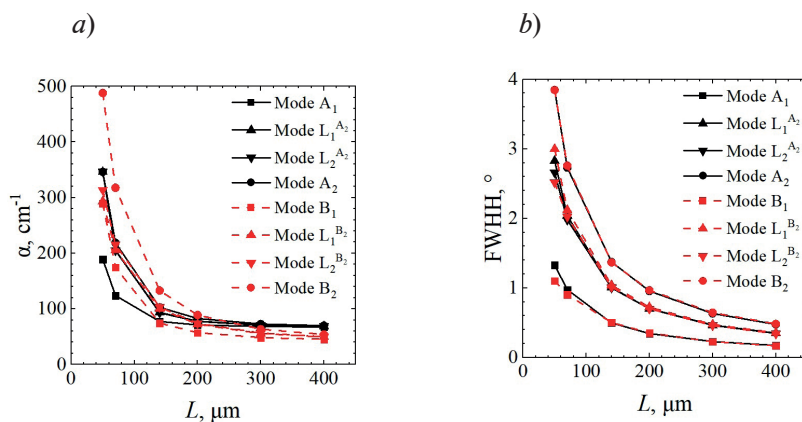 a)
b)
500
400
300
200
100
0
α, cm⁻¹
Mode A₁
Mode L₁ᴬ²
Mode L₂ᴬ²
Mode A₂
Mode B₁
Mode L₁ᴮ²
Mode L₂ᴮ²
Mode B₂
0 100 200 300 400
L, μm
4
3
2
1
0
FWHH, °
Mode A₁
Mode L₁ᴬ²
Mode L₂ᴬ²
Mode A₂
Mode B₁
Mode L₁ᴮ²
Mode L₂ᴮ²
Mode B₂
0 100 200 300 400
L, μm